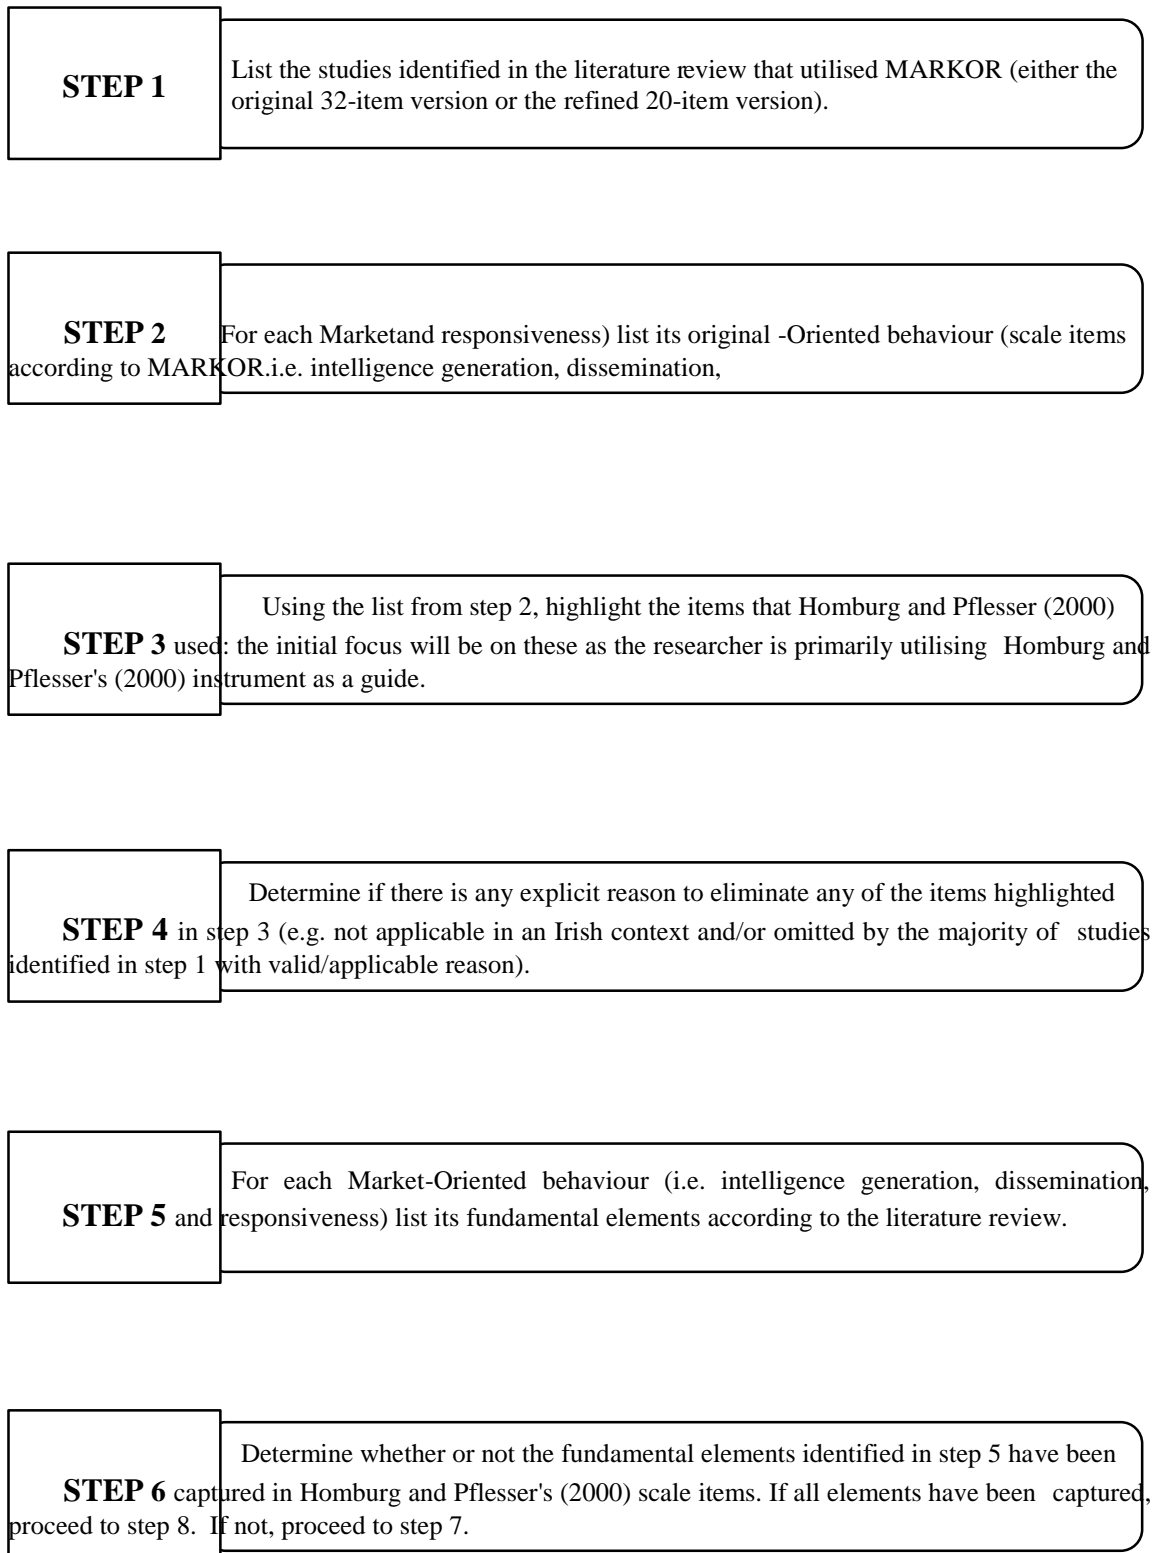 STEP 1
List the studies identified in the literature review that utilised MARKOR (either the
original 32-item version or the refined 20-item version).
STEP 2 For each Marketand responsiveness) list its original -Oriented behaviour (scale items
according to MARKOR.i.e. intelligence generation, dissemination,
Using the list from step 2, highlight the items that Homburg and Pflesser (2000)
STEP 3 used: the initial focus will be on these as the researcher is primarily utilising Homburg and
Pflesser's (2000) instrument as a guide.
Determine if there is any explicit reason to eliminate any of the items highlighted
STEP 4 in step 3 (e.g. not applicable in an Irish context and/or omitted by the majority of studies
identified in step 1 with valid/applicable reason).
For each Market-Oriented behaviour (i.e. intelligence generation, dissemination,
STEP 5 and responsiveness) list its fundamental elements according to the literature review.
Determine whether or not the fundamental elements identified in step 5 have been
STEP 6 captured in Homburg and Pflesser's (2000) scale items. If all elements have been captured,
proceed to step 8. If not, proceed to step 7.